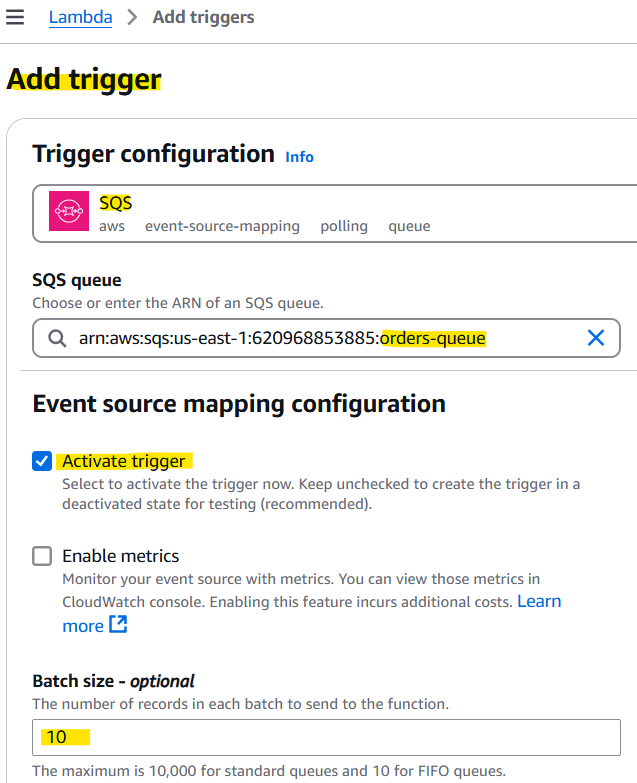 Lambda > Add triggers
Add trigger
Trigger configuration Info
SQS
aws event-source-mapping polling queue
SQS queue
Choose or enter the ARN of an SQS queue.
arn:aws:sqs:us-east-1:620968853885:orders-queue
Event source mapping configuration
Activate trigger
Select to activate the trigger now. Keep unchecked to create the trigger in a
deactivated state for testing (recommended).
Enable metrics
Monitor your event source with metrics. You can view those metrics in
CloudWatch console. Enabling this feature incurs additional costs. Learn
more
Batch size - optional
The number of records in each batch to send to the function.
10
The maximum is 10,000 for standard queues and 10 for FIFO queues.